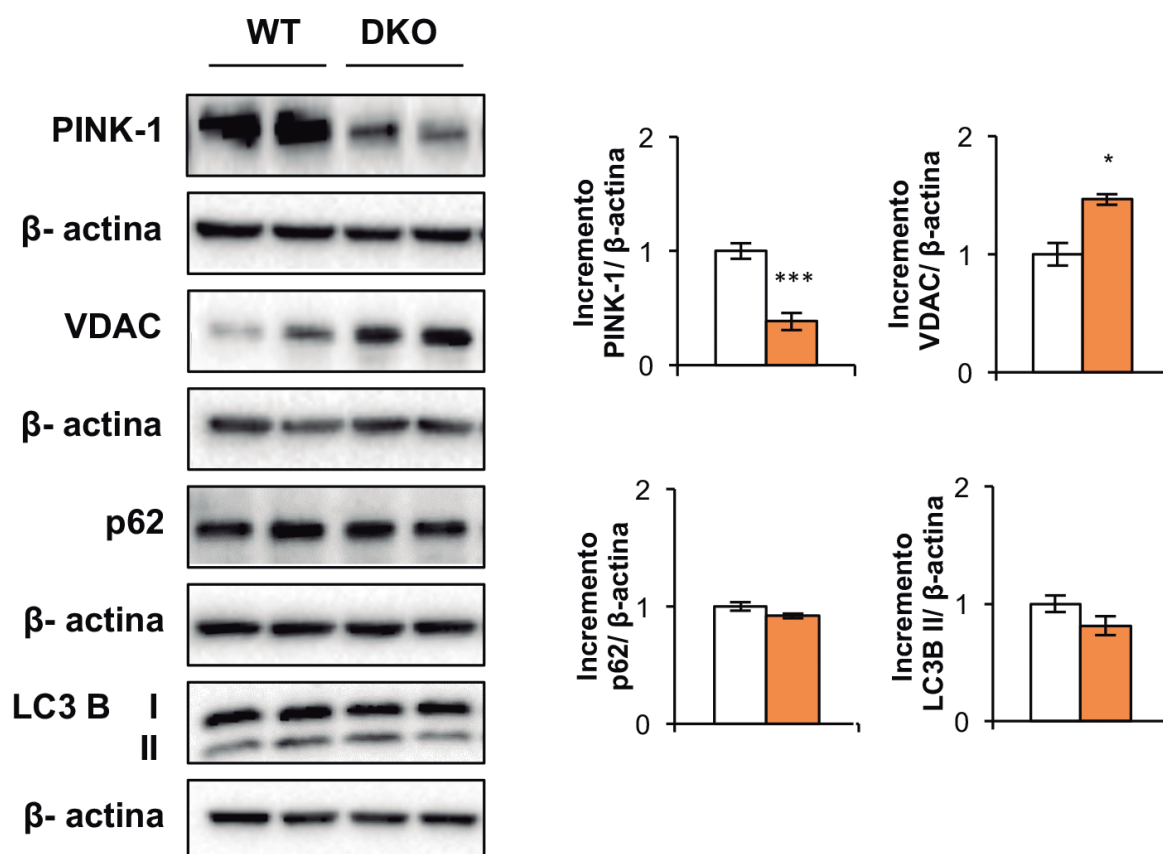 WT DKO
PINK-1
β- actina
VDAC
β- actina
p62
β- actina
LC3 B I
II
β- actina
Incremento
PINK-1/ β-actina
2
1
0
***
Incremento
VDAC/ β-actina
2
1
0
*
Incremento
p62/ β-actina
2
1
0
Incremento
LC3B II/ β-actina
2
1
0